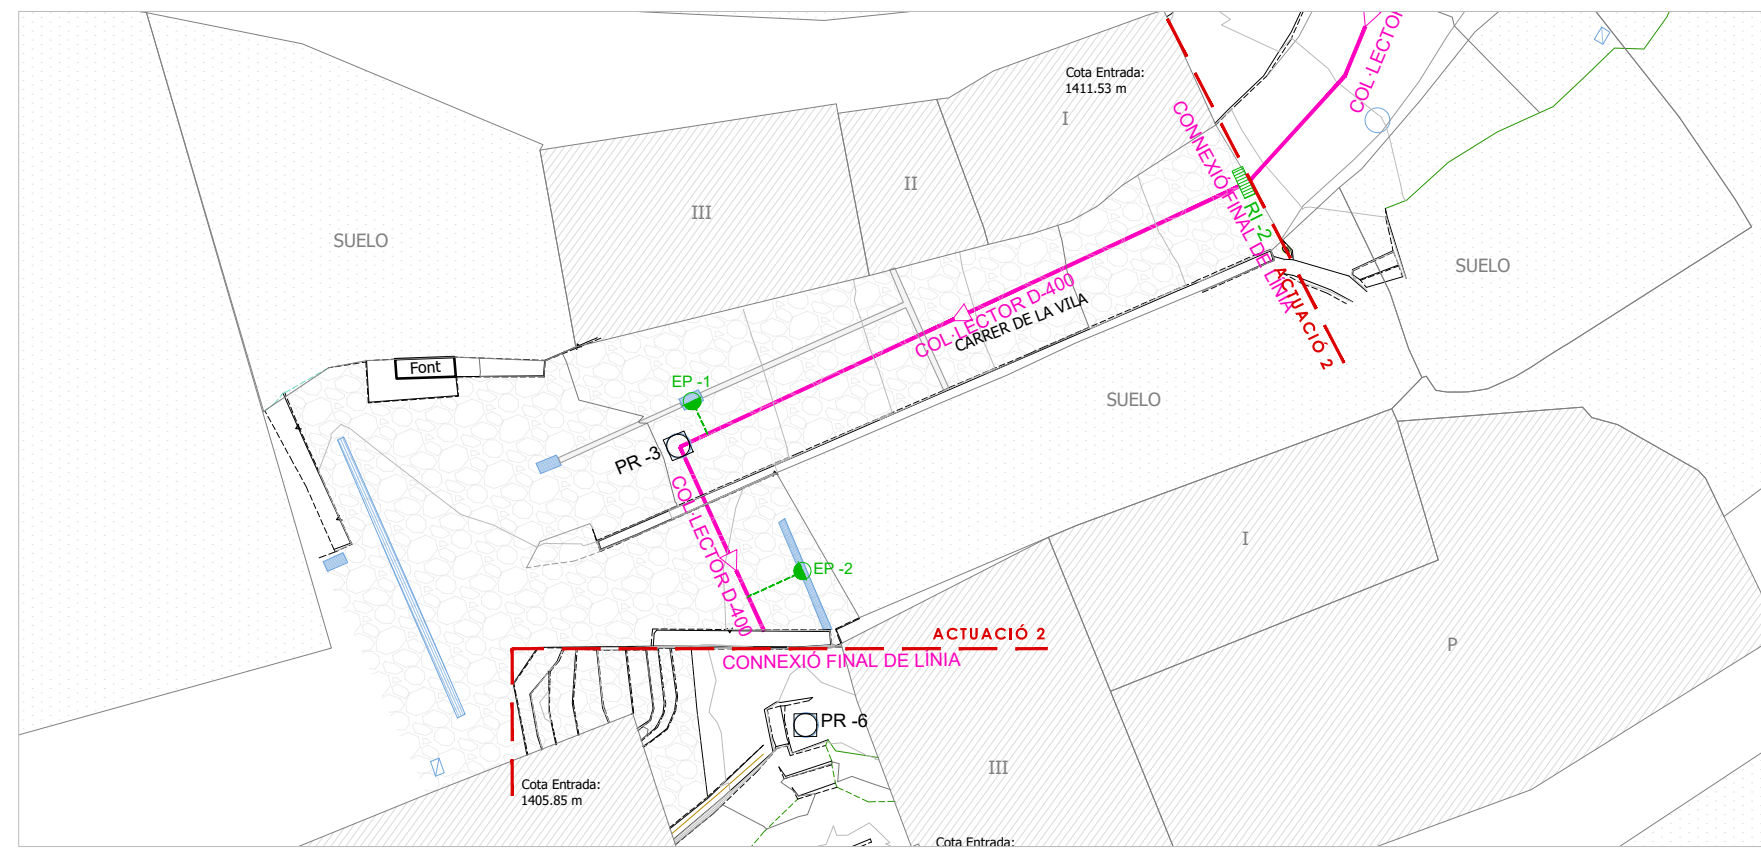 COL·LECTOR
Cota Entrada:
1411.53 m
I
CONNEXIÓ FINAL DE LÍNIA
RI -2
II
III
SUELO
SUELO
ACTUACIÓ 2
COL·LECTOR D-400
CARRER DE LA VILA
Font
EP -1
SUELO
PR -3
COL·LECTOR D-400
EP -2
I
ACTUACIÓ 2
CONNEXIÓ FINAL DE LÍNIA
P
PR -6
III
Cota Entrada:
1405.85 m
Cota Entrada: